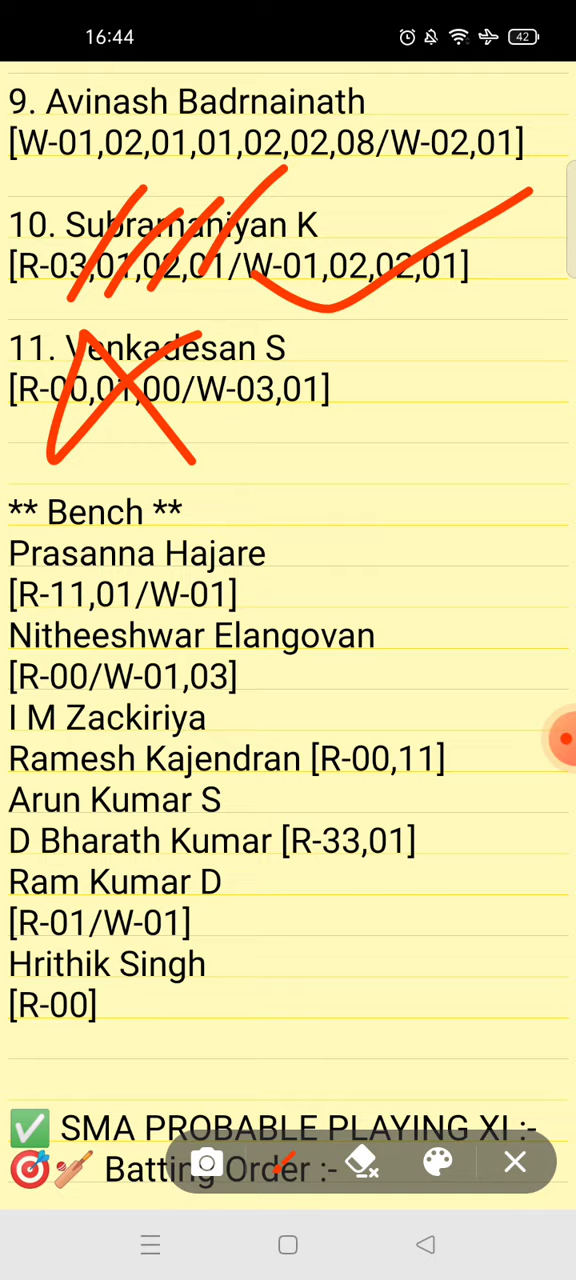 16:44
42
9. Avinash Badrnainath
[W-01,02,01,01,02,02,08/W-02,01]
10. Subramaniyan K
[R-03,01,02,01/W-01,02,02,01]
11. Venkadesan S
[R-00,01,00/W-03,01]
** Bench **
Prasanna Hajare
[R-11,01/W-01]
Nitheeshwar Elangovan
[R-00/W-01,03]
I M Zackiriya
Ramesh Kajendran [R-00,11]
Arun Kumar S
D Bharath Kumar [R-33,01]
Ram Kumar D
[R-01/W-01]
Hrithik Singh
[R-00]
✅ SMA PROBABLE PLAYING XI :-
🎯🏏 Batting Order :-